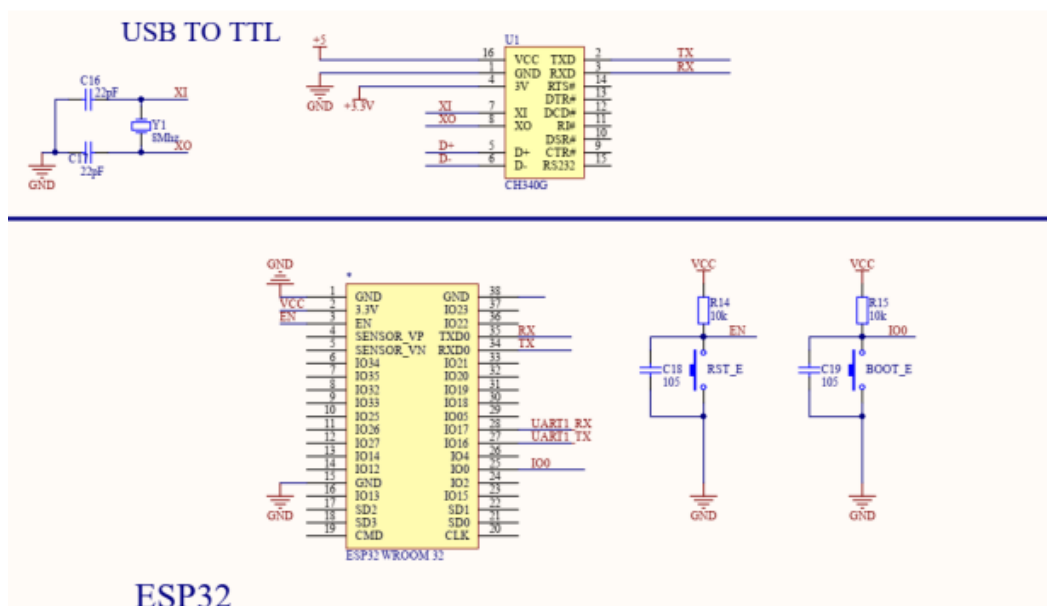 USB TO TTL
C16
22pF
XI
Y1
8Mhz
XO
C17
22pF
GND
+5
GND
+3.3V
XI
XO
D+
D-
U1
16 VCC TXD 2 TX
1 GND RXD 3 RX
4 3V RTS# 14
DTR# 13
7 XI DCD# 12
8 XO RI# 11
DSR# 10
5 D+ CTR# 9
6 D- RS232 15
CH340G
GND
VCC
EN
*
1 GND GND 38
2 3.3V IO23 37
3 EN IO22 36
4 SENSOR_VP TXD0 35 RX
5 SENSOR_VN RXD0 34 TX
6 IO34 IO21 33
7 IO35 IO20 32
8 IO32 IO19 31
9 IO33 IO18 30
10 IO25 IO05 29
11 IO26 IO17 28 UART1_RX
12 IO27 IO16 27 UART1_TX
13 IO14 IO4 26
14 IO12 IO0 25 IO0
15 GND IO2 24
16 IO13 IO15 23
17 SD2 SD1 22
18 SD3 SD0 21
19 CMD CLK 20
GND
ESP32 WROOM 32
VCC
R14
10k
EN
C18
105
RST_E
GND
VCC
R15
10k
IO0
C19
105
BOOT_E
GND
ESP32